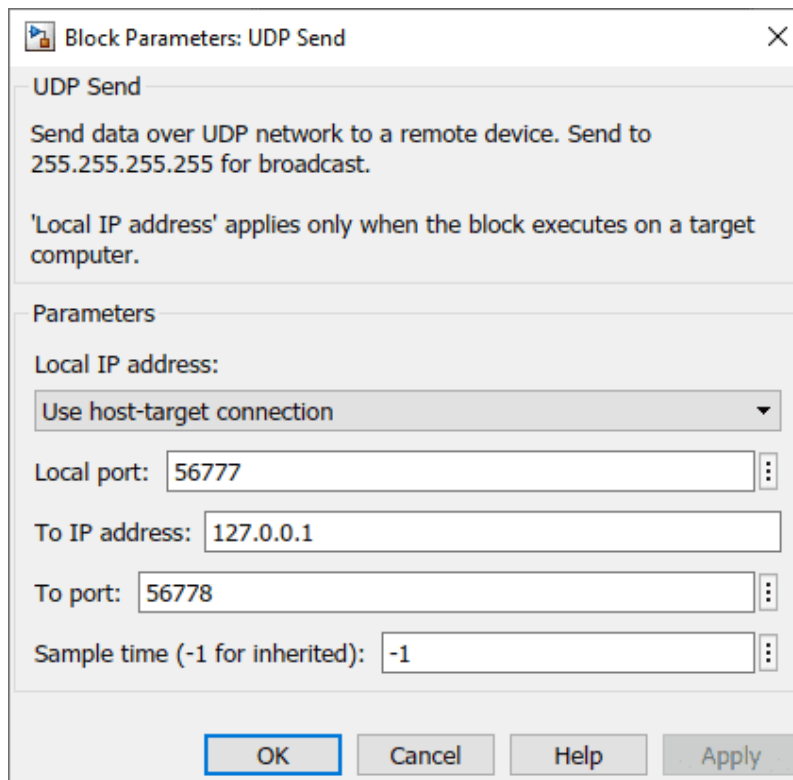 Block Parameters: UDP Send
UDP Send
Send data over UDP network to a remote device. Send to
255.255.255.255 for broadcast.
'Local IP address' applies only when the block executes on a target
computer.
Parameters
Local IP address:
Use host-target connection
Local port: 56777
To IP address: 127.0.0.1
To port: 56778
Sample time (-1 for inherited): -1
OK Cancel Help Apply